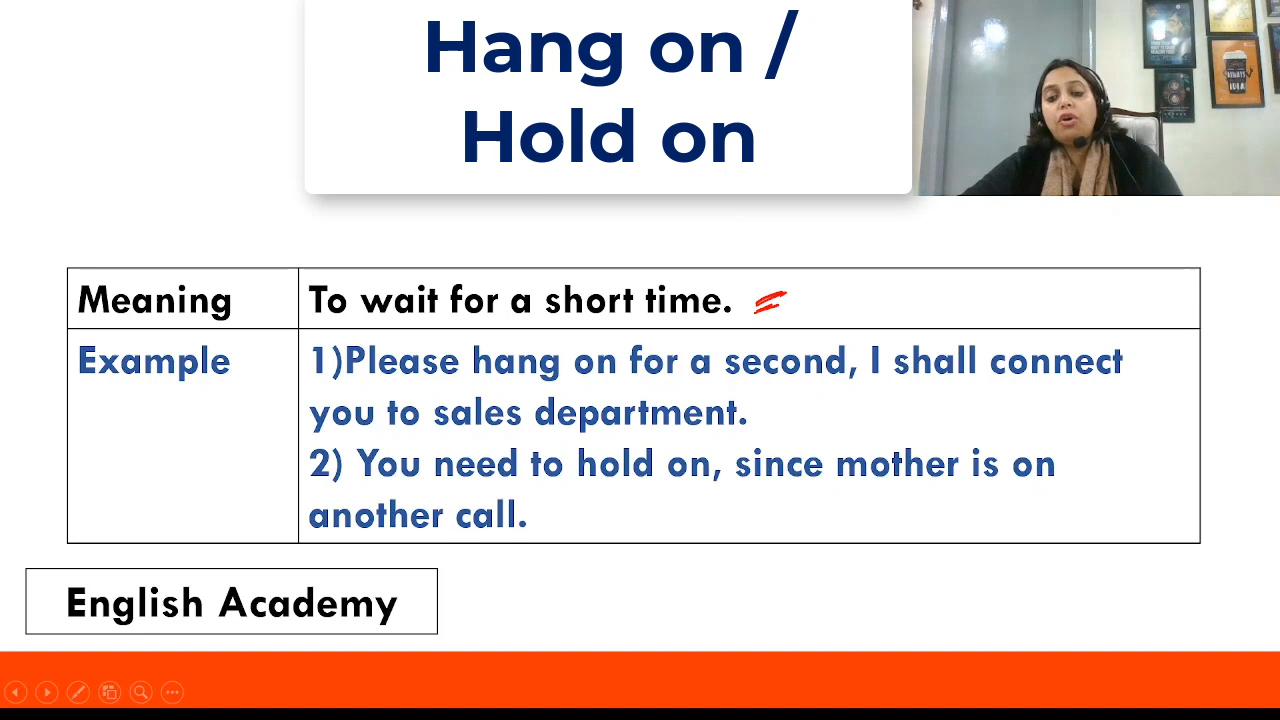 Hang on /
Hold on
Meaning
To wait for a short time.
Example
1)Please hang on for a second, I shall connect
you to sales department.
2) You need to hold on, since mother is on
another call.
English Academy